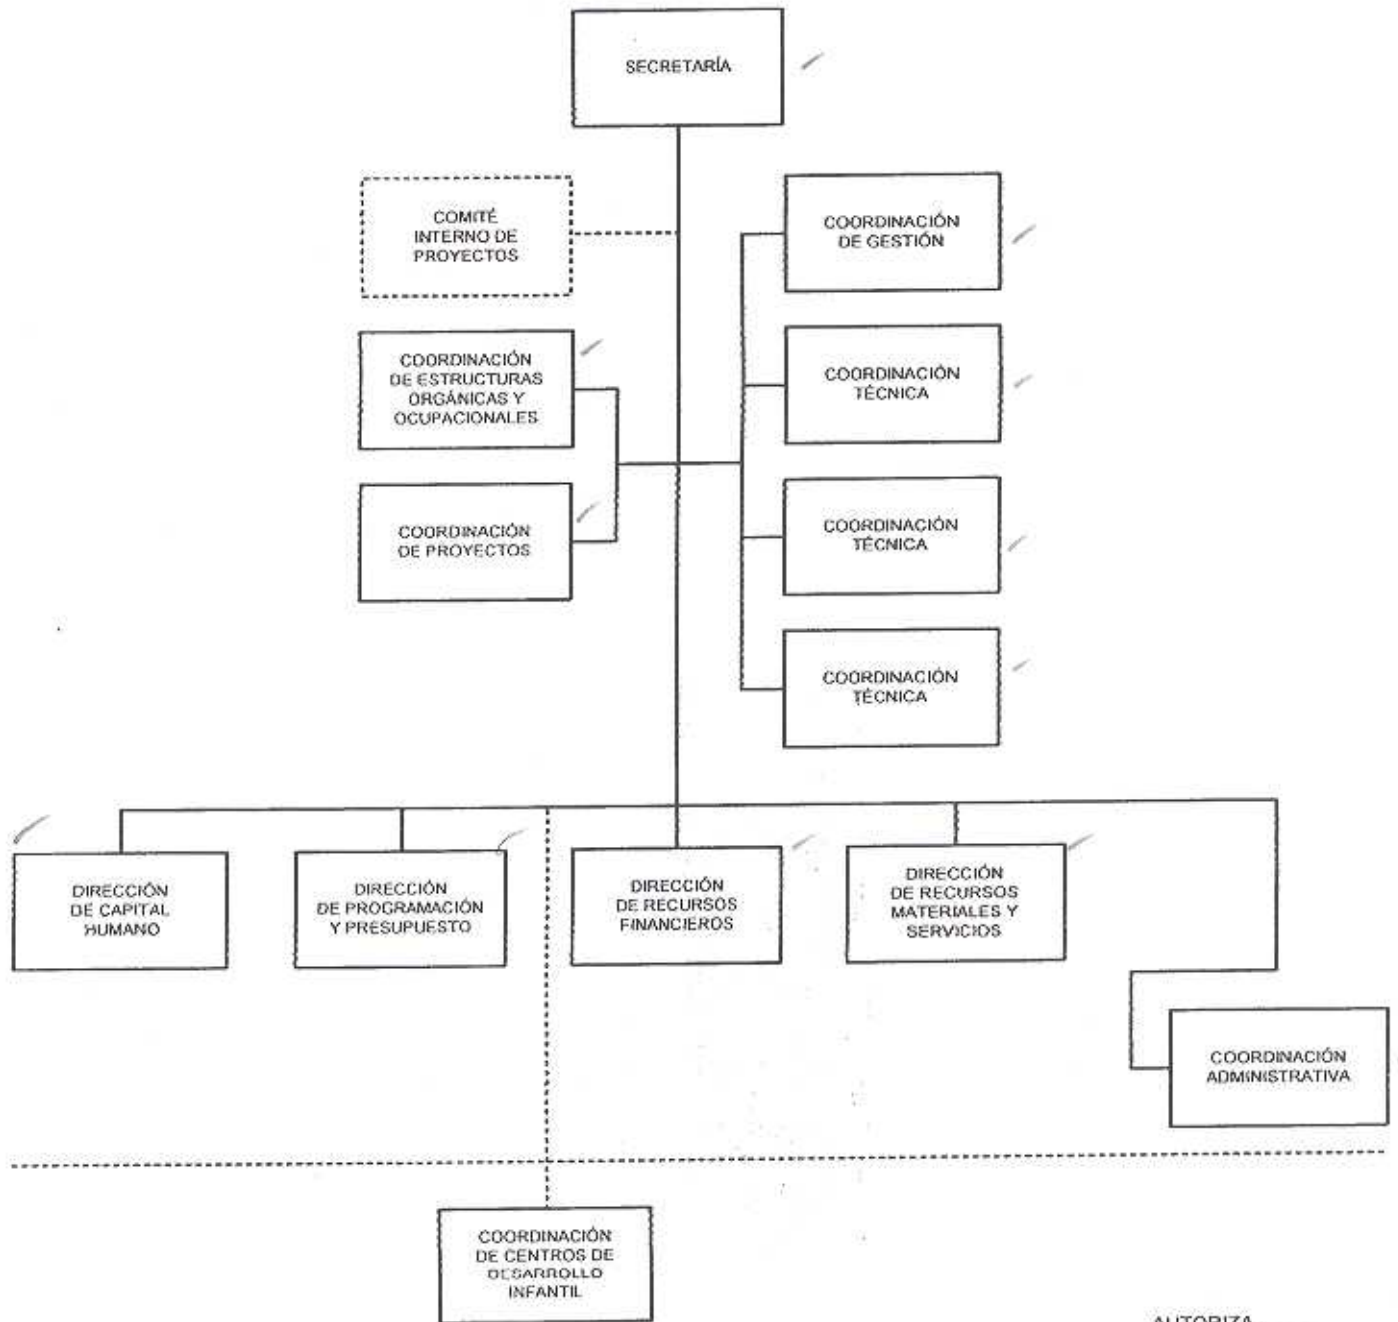 SECRETARÍA
COMITÉ
INTERNO DE
PROYECTOS
COORDINACIÓN
DE GESTIÓN
COORDINACIÓN
DE ESTRUCTURAS
ORGÁNICAS Y
OCUPACIONALES
COORDINACIÓN
TÉCNICA
COORDINACIÓN
DE PROYECTOS
COORDINACIÓN
TÉCNICA
COORDINACIÓN
TÉCNICA
DIRECCIÓN
DE CAPITAL
HUMANO
DIRECCIÓN
DE PROGRAMACIÓN
Y PRESUPUESTO
DIRECCIÓN
DE RECURSOS
FINANCIEROS
DIRECCIÓN
DE RECURSOS
MATERIALES Y
SERVICIOS
COORDINACIÓN
ADMINISTRATIVA
COORDINACIÓN
DE CENTROS DE
DESARROLLO
INFANTIL
AUTORIZA